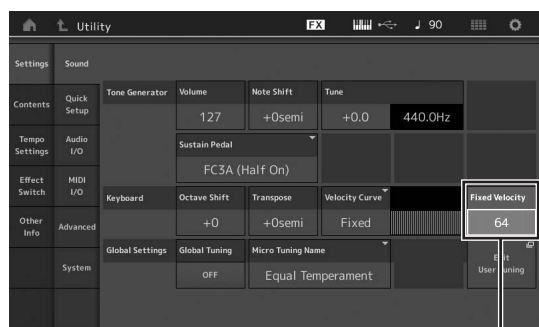 Utility FX 90
Settings Sound
Contents Quick Setup
Tempo Settings Audio I/O
Effect Switch MIDI I/O
Other Info Advanced
System
Tone Generator Volume Note Shift Tune
127 +0semi +0.0 440.0Hz
Sustain Pedal
FC3A (Half On)
Keyboard Octave Shift Transpose Velocity Curve Fixed Velocity
+0 +0semi Fixed 64
Global Settings Global Tuning Micro Tuning Name
OFF Equal Temperament
User